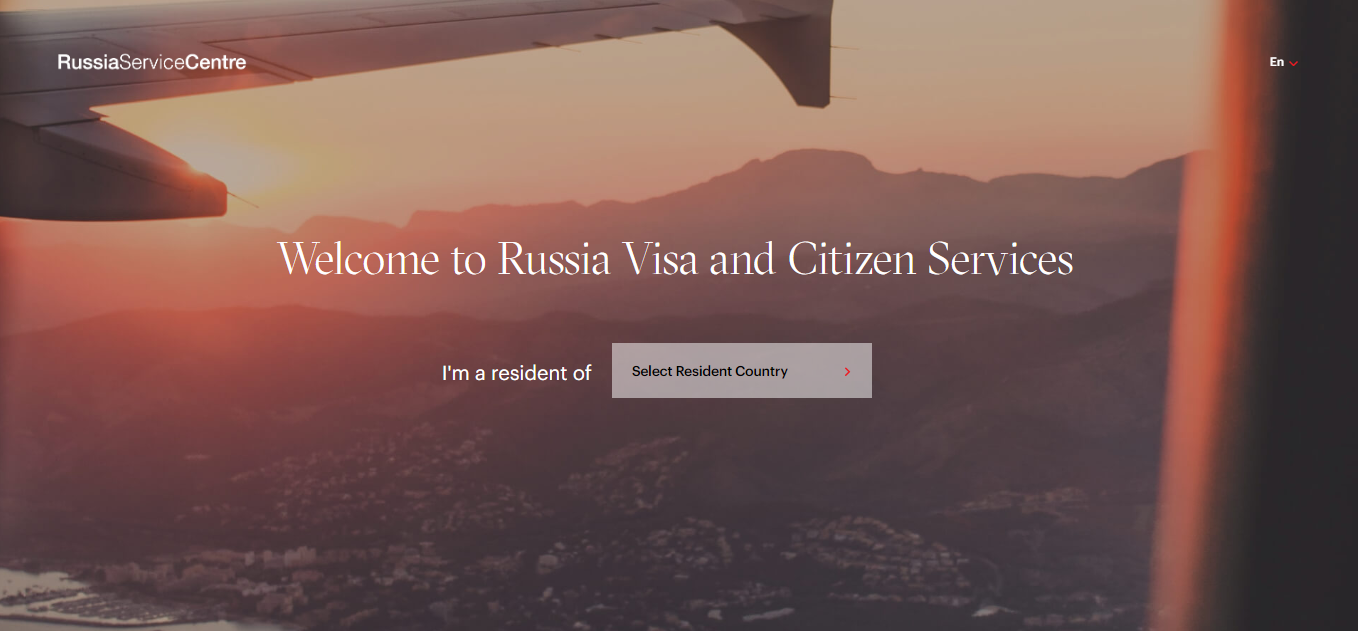 RussiaServiceCentre
En
Welcome to Russia Visa and Citizen Services
I'm a resident of
Select Resident Country